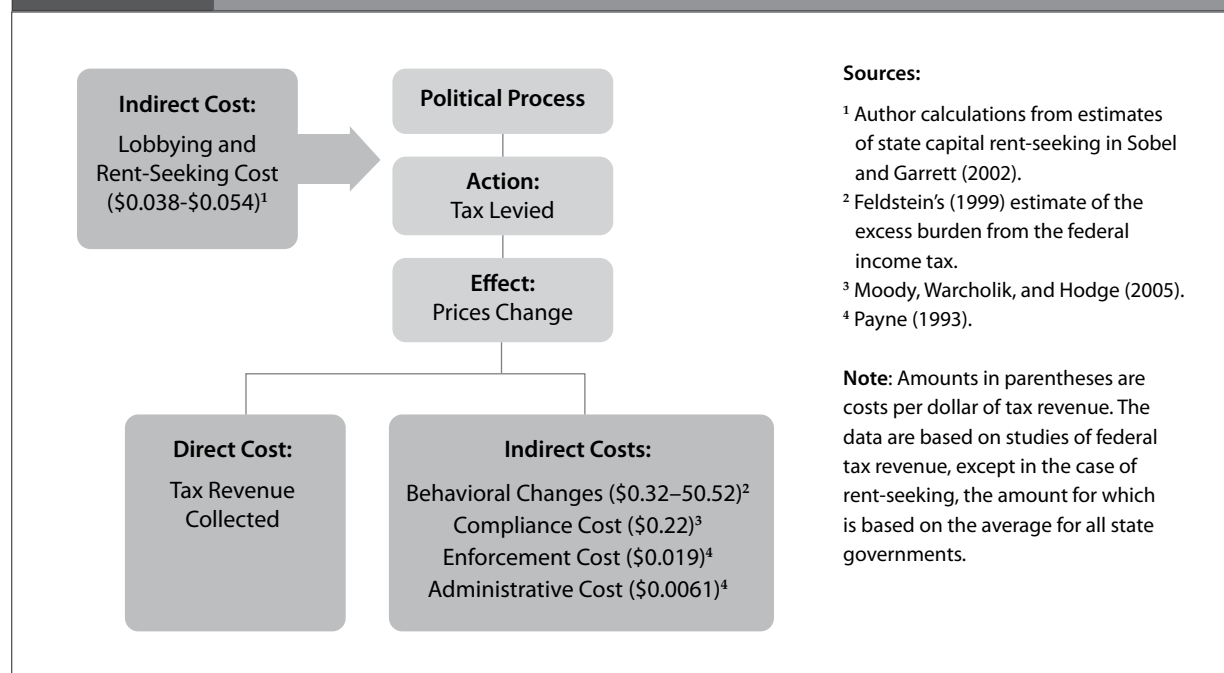 Indirect Cost:
Lobbying and
Rent-Seeking Cost
($0.038-$0.054)¹
Political Process
Action:
Tax Levied
Effect:
Prices Change
Direct Cost:
Tax Revenue
Collected
Indirect Costs:
Behavioral Changes ($0.32–50.52)²
Compliance Cost ($0.22)³
Enforcement Cost ($0.019)⁴
Administrative Cost ($0.0061)⁴
Sources:
¹ Author calculations from estimates
of state capital rent-seeking in Sobel
and Garrett (2002).
² Feldstein’s (1999) estimate of the
excess burden from the federal
income tax.
³ Moody, Warcholik, and Hodge (2005).
⁴ Payne (1993).
Note: Amounts in parentheses are
costs per dollar of tax revenue. The
data are based on studies of federal
tax revenue, except in the case of
rent-seeking, the amount for which
is based on the average for all state
governments.